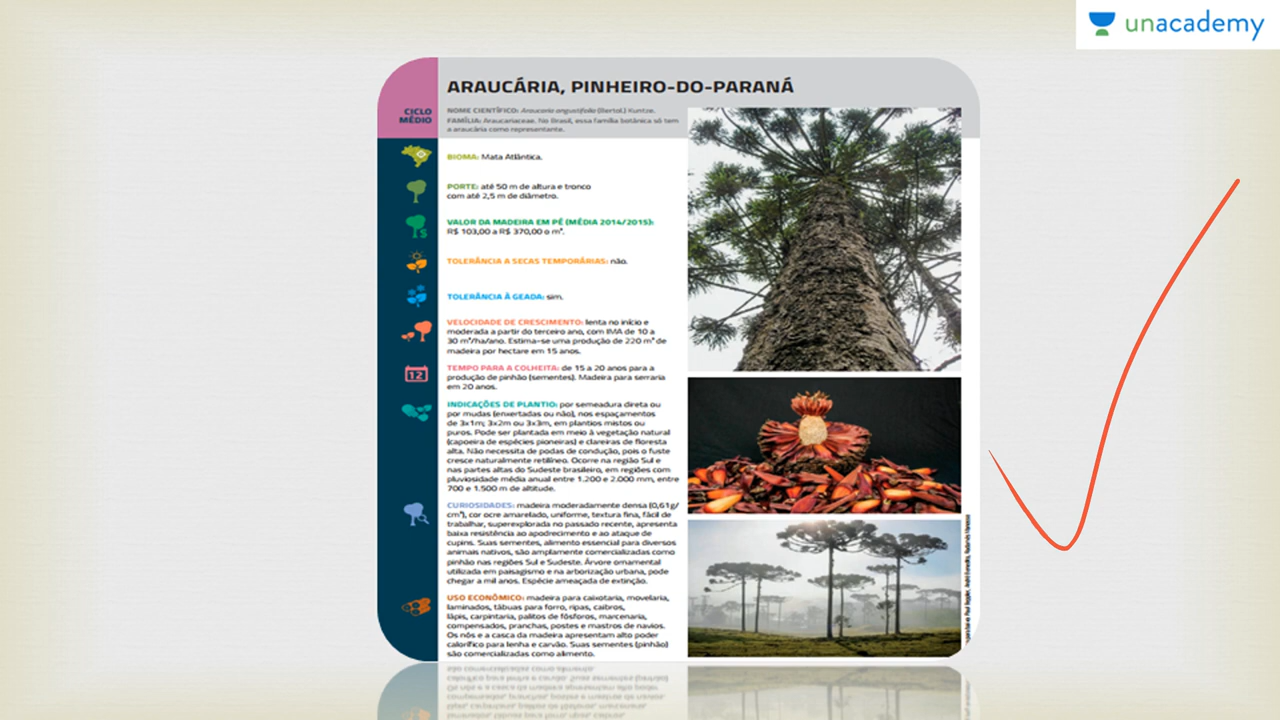 unacademy
ARAUCÁRIA, PINHEIRO-DO-PARANÁ
CICLO
MÉDIO
NOME CIENTÍFICO: Araucaria angustifolia (Bertol.) Kuntze.
FAMÍLIA: Araucariaceae. No Brasil, essa família botânica só tem
a araucária como representante.
BIOMA: Mata Atlântica.
PORTE: até 50 m de altura e tronco
com até 2,5 m de diâmetro.
VALOR DA MADEIRA EM PÉ (MÉDIA 2014/2015):
R$ 103,00 a R$ 370,00 o m³.
TOLERÂNCIA A SECAS TEMPORÁRIAS: não.
TOLERÂNCIA À GEADA: sim.
VELOCIDADE DE CRESCIMENTO: lenta no início e
moderada a partir do terceiro ano, com IMA de 10 a
30 m³/ha/ano. Estima-se uma produção de 220 m³ de
madeira por hectare em 15 anos.
12
TEMPO PARA A COLHEITA: de 15 a 20 anos para a
produção de pinhão (sementes). Madeira para serraria
em 20 anos.
INDICAÇÕES DE PLANTIO: por semeadura direta ou
por mudas (enxertadas ou não), nos espaçamentos
de 3x1m; 3x2m ou 3x3m, em plantios mistos ou
puros. Pode ser plantada em meio à vegetação natural
(capoeira de espécies pioneiras) e clareiras de floresta
alta. Não necessita de podas de condução, pois o fuste
cresce naturalmente retilíneo. Ocorre na região Sul e
nas partes altas do Sudeste brasileiro, em regiões com
pluviosidade média anual entre 1.200 e 2.000 mm, entre
700 e 1.500 m de altitude.
CURIOSIDADES: madeira moderadamente densa (0,61g/
cm³), cor ocre amarelado, uniforme, textura fina, fácil de
trabalhar, superexplorada no passado recente, apresenta
baixa resistência ao apodrecimento e ao ataque de
cupins. Suas sementes, alimento essencial para diversos
animais nativos, são amplamente comercializadas como
pinhão nas regiões Sul e Sudeste. Árvore ornamental
utilizada em paisagismo e na arborização urbana, pode
chegar a mil anos. Espécie ameaçada de extinção.
USO ECONÔMICO: madeira para caixotaria, movelaria,
laminados, tábuas para forro, ripas, caibros,
lápis, carpintaria, palitos de fósforos, marcenaria,
compensados, pranchas, postes e mastros de navios.
Os nós e a casca da madeira apresentam alto poder
calorífico para lenha e carvão. Suas sementes (pinhão)
são comercializadas como alimento.